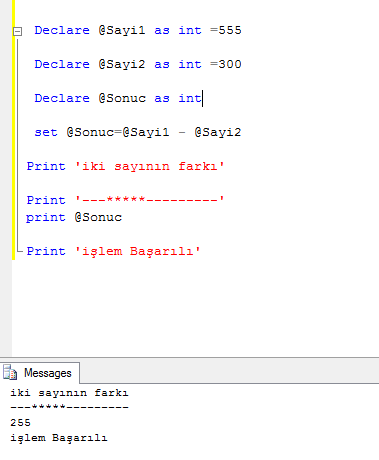 Declare @Sayi1 as int =555
Declare @Sayi2 as int =300
Declare @Sonuc as int
set @Sonuc=@Sayi1 - @Sayi2
Print 'iki sayının farkı'
Print '---*****---------'
print @Sonuc
Print 'işlem Başarılı'
Messages
iki sayının farkı
---*****---------
255
işlem Başarılı